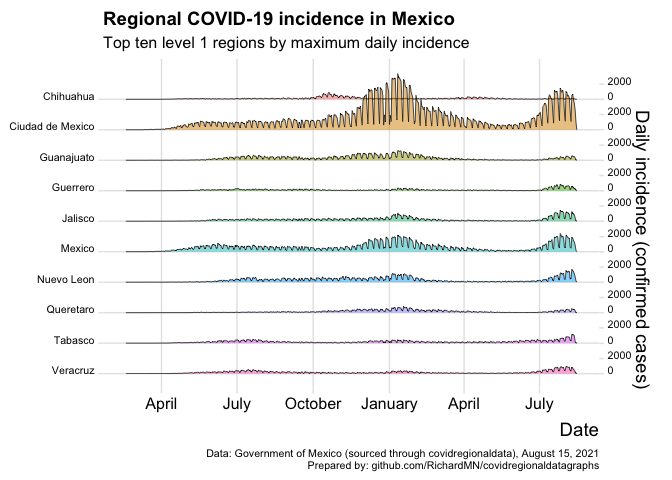 Regional COVID-19 incidence in Mexico
Top ten level 1 regions by maximum daily incidence
Chihuahua
Ciudad de Mexico
Guanajuato
Guerrero
Jalisco
Mexico
Nuevo Leon
Queretaro
Tabasco
Veracruz
2000
0
2000
0
2000
0
2000
0
2000
0
2000
0
2000
0
2000
0
2000
0
2000
0
Daily incidence (confirmed cases)
April July October January April July
Date
Data: Government of Mexico (sourced through covidregionaldata), August 15, 2021
Prepared by: github.com/RichardMN/covidregionaldatagraphs